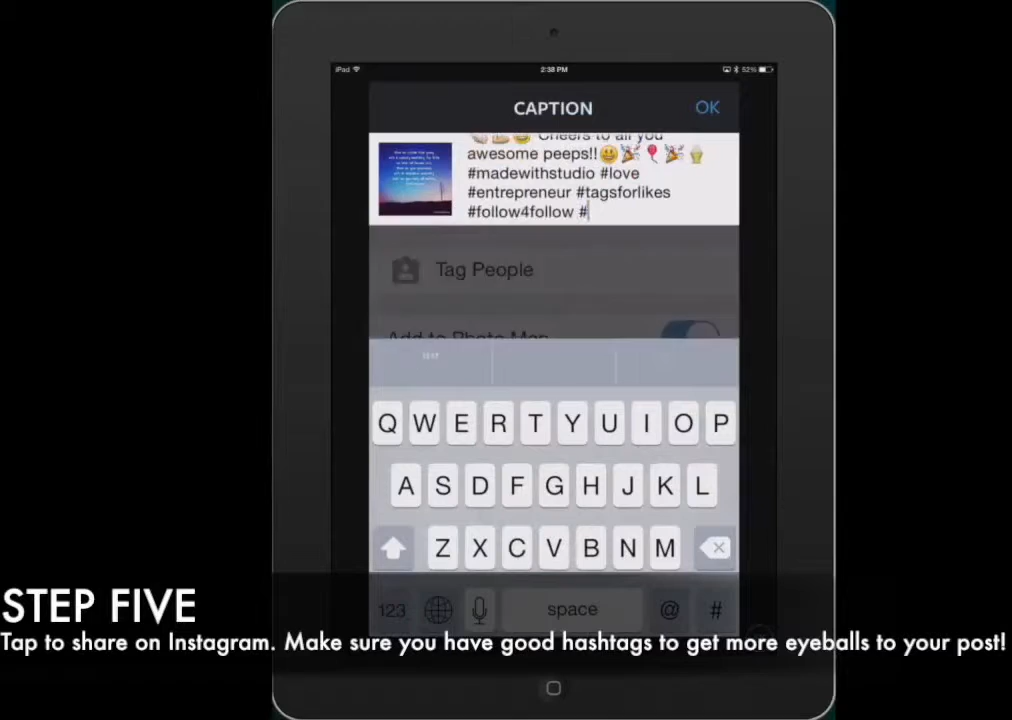 iPad 2:38 PM 52%
CAPTION OK
Cheers to all you
awesome peeps!!😃🎉🎈🎉🍦
#madewithstudio #love
#entrepreneur #tagsforlikes
#follow4follow #
Tag People
Add to Photo Map
Q W E R T Y U I O P
A S D F G H J K L
Z X C V B N M
123 space @ #
STEP FIVE
Tap to share on Instagram. Make sure you have good hashtags to get more eyeballs to your post!